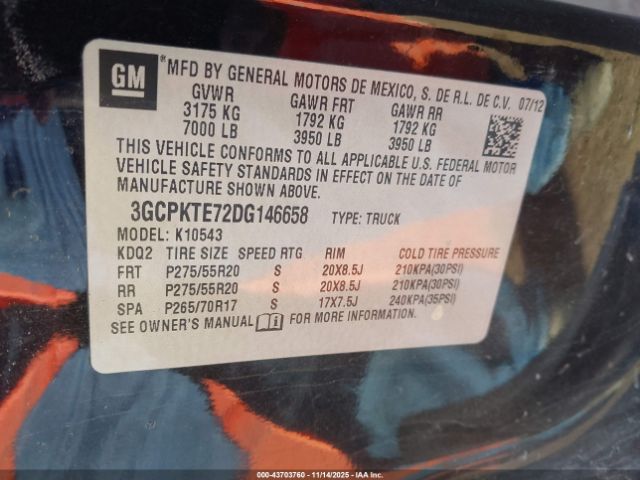 GM
®MFD BY GENERAL MOTORS DE MEXICO, S. DE R.L. DE C.V. 07/12
GVWR GAWR FRT GAWR RR
3175 KG 1792 KG 1792 KG
7000 LB 3950 LB 3950 LB
THIS VEHICLE CONFORMS TO ALL APPLICABLE U.S. FEDERAL MOTOR
VEHICLE SAFETY STANDARDS IN EFFECT ON THE DATE OF
MANUFACTURE SHOWN ABOVE.
3GCPKTE72DG146658 TYPE: TRUCK
MODEL: K10543
KDQ2 TIRE SIZE SPEED RTG RIM COLD TIRE PRESSURE
FRT P275/55R20 S 20X8.5J 210KPA(30PSI)
RR P275/55R20 S 20X8.5J 210KPA(30PSI)
SPA P265/70R17 S 17X7.5J 240KPA(35PSI)
SEE OWNER'S MANUAL FOR MORE INFORMATION.
000-43703760 - 11/14/2025 - IAA Inc.